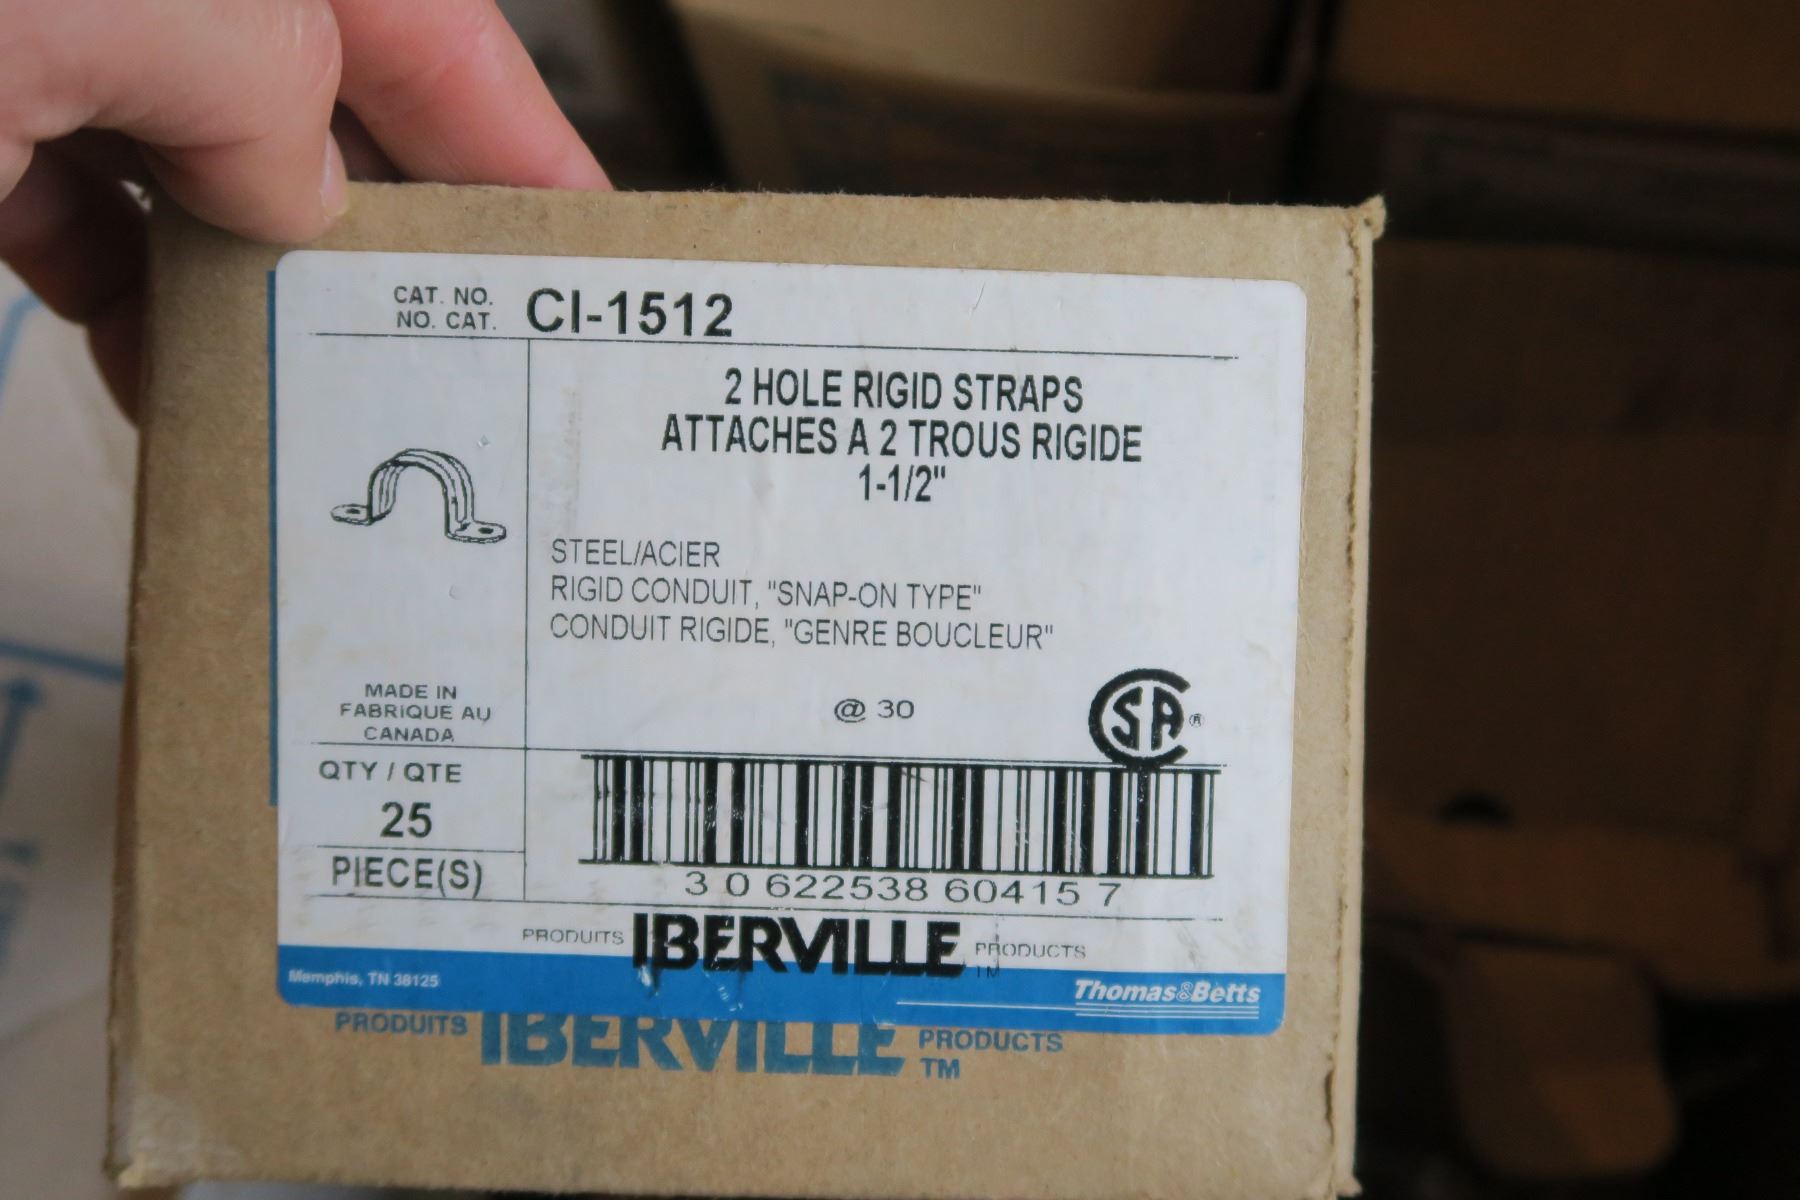 CAT. NO.
NO. CAT.
CI-1512
2 HOLE RIGID STRAPS
ATTACHES A 2 TROUS RIGIDE
1-1/2"
STEEL/ACIER
RIGID CONDUIT, "SNAP-ON TYPE"
CONDUIT RIGIDE, "GENRE BOUCLEUR"
MADE IN
FABRIQUE AU
CANADA
@ 30
CSA®
QTY / QTE
25
PIECE(S)
3 0 622538 60415 7
PRODUITS IBERVILLE PRODUCTS
TM
Memphis, TN 38125
Thomas&Betts
PRODUITS IBERVILLE PRODUCTS
TM